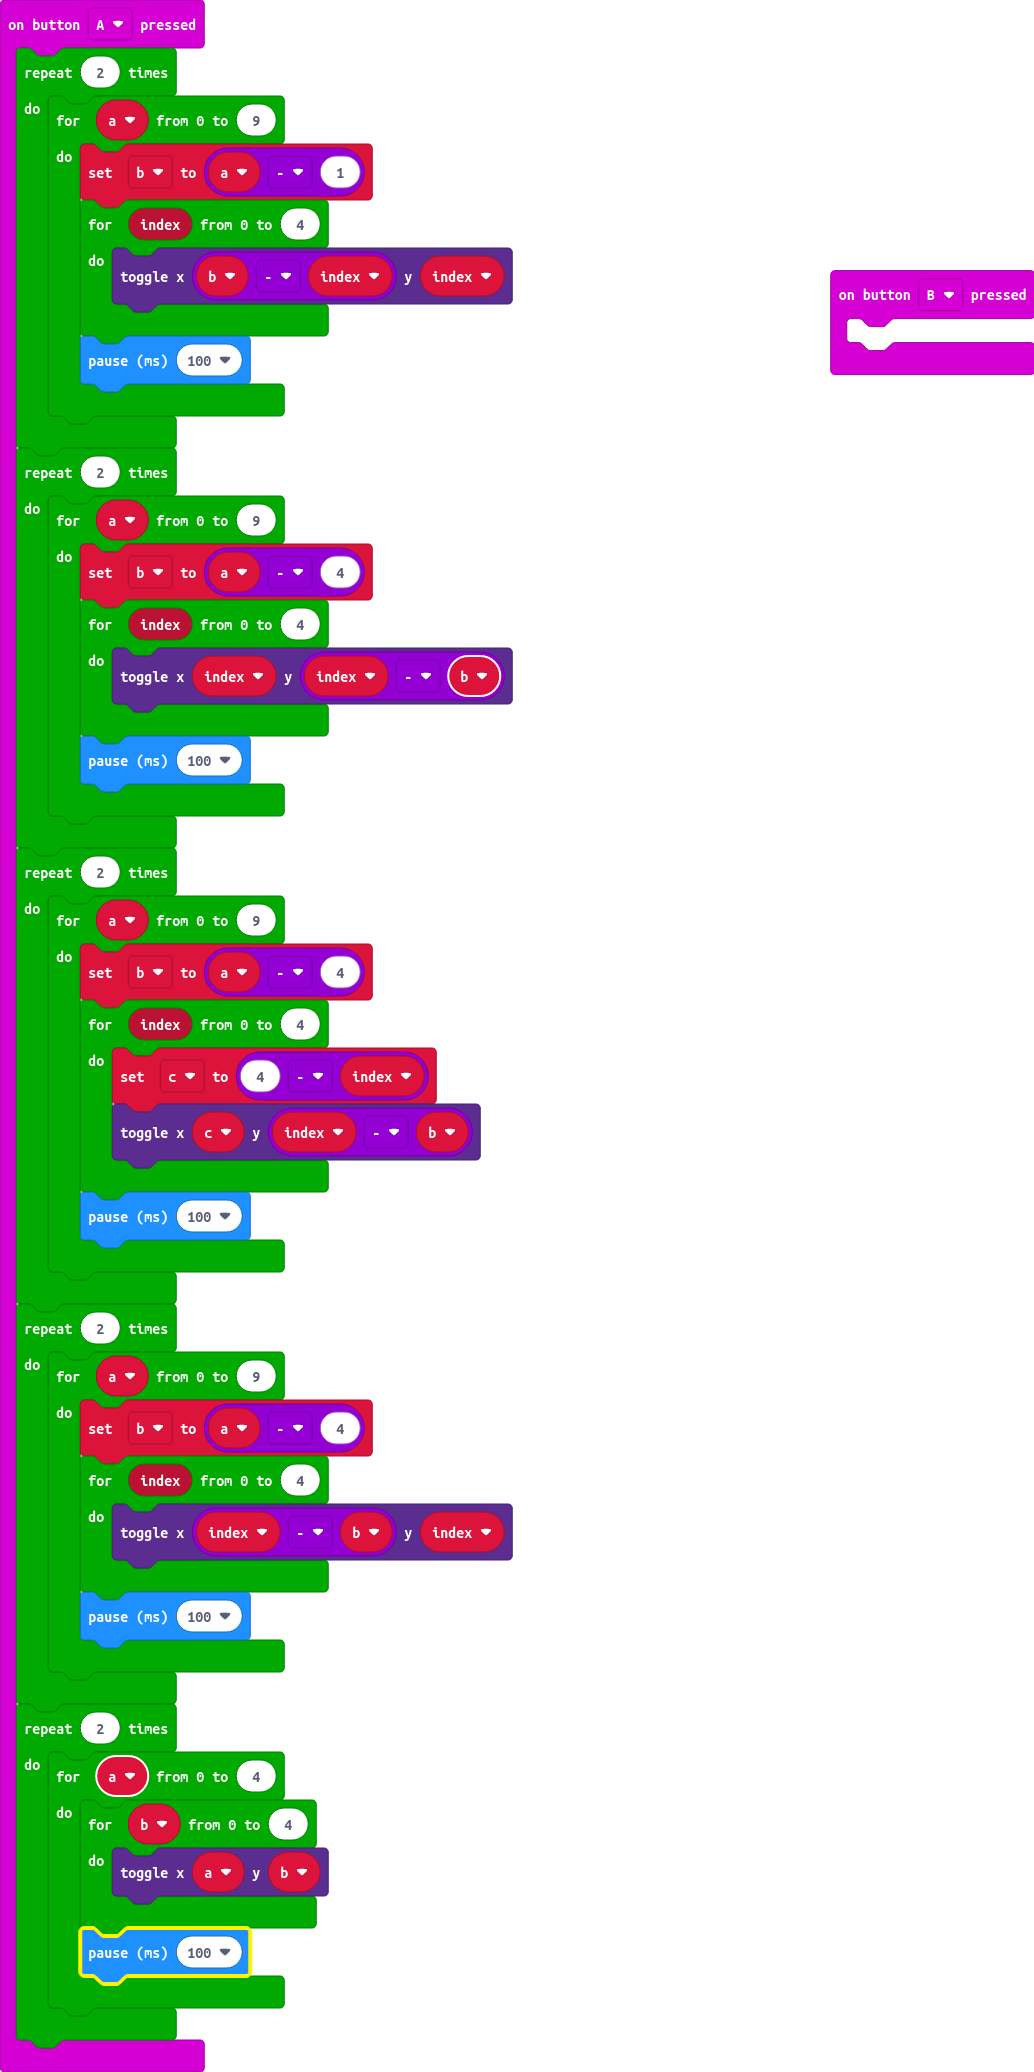 on button A pressed
repeat 2 times
do for a from 0 to 9
do set b to a - 1
for index from 0 to 4
do toggle x b - index y index
pause (ms) 100
repeat 2 times
do for a from 0 to 9
do set b to a - 4
for index from 0 to 4
do toggle x index y index - b
pause (ms) 100
repeat 2 times
do for a from 0 to 9
do set b to a - 4
for index from 0 to 4
do set c to 4 - index
toggle x c y index - b
pause (ms) 100
repeat 2 times
do for a from 0 to 9
do set b to a - 4
for index from 0 to 4
do toggle x index - b y index
pause (ms) 100
repeat 2 times
do for a from 0 to 4
do for b from 0 to 4
do toggle x a y b
pause (ms) 100
on button B pressed